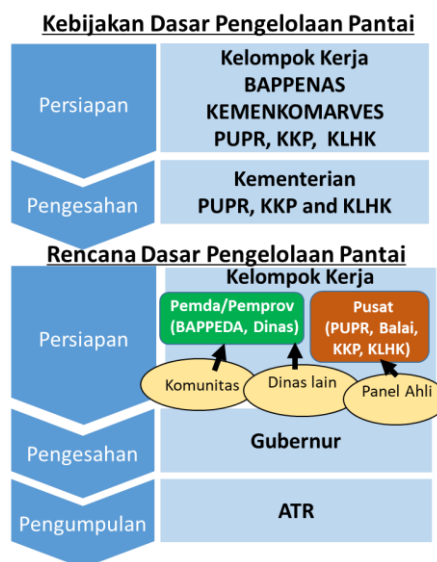 Kebijakan Dasar Pengelolaan Pantai
Persiapan
Kelompok Kerja
BAPPENAS
KEMENKOMARVES
PUPR, KKP, KLHK
Pengesahan
Kementerian
PUPR, KKP and KLHK
Rencana Dasar Pengelolaan Pantai
Kelompok Kerja
Persiapan
Pemda/Pemprov
(BAPPEDA, Dinas)
Pusat
(PUPR, Balai,
KKP, KLHK)
Komunitas
Dinas lain
Panel Ahli
Pengesahan
Gubernur
Pengumpulan
ATR